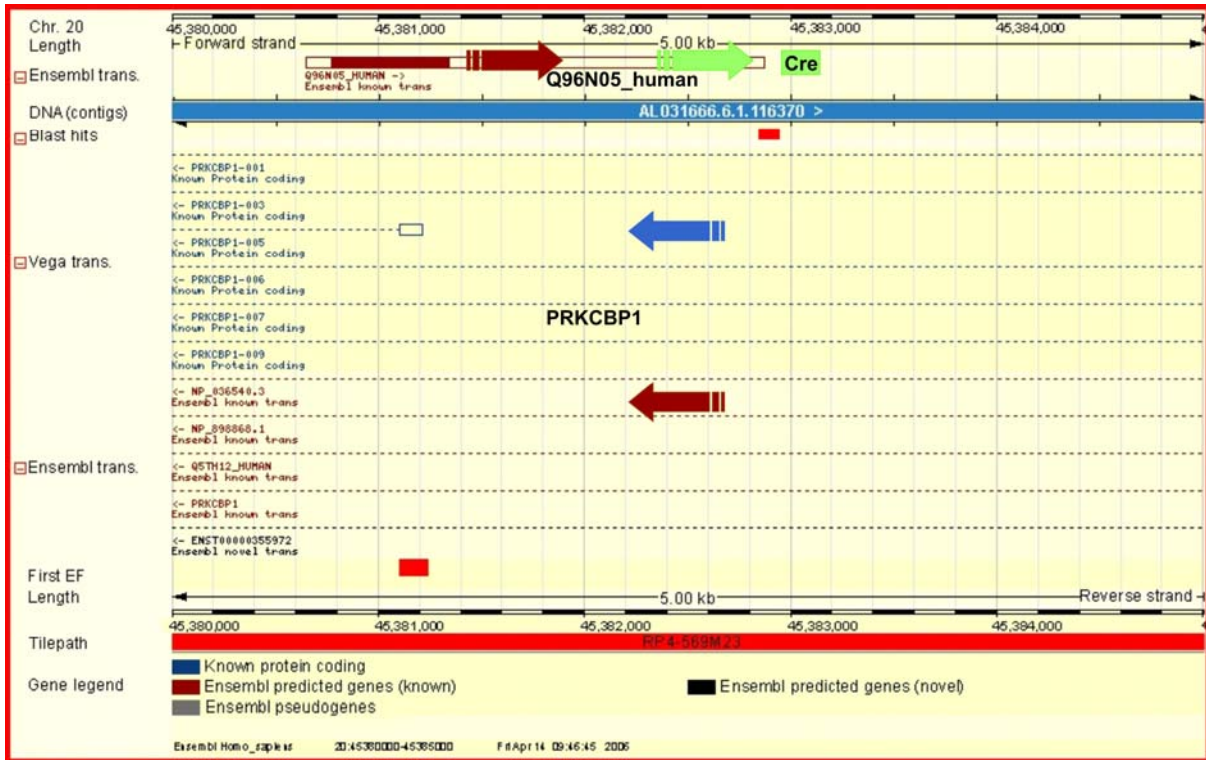 Chr. 20
45,380,000 45,381,000 45,382,000 45,383,000 45,384,000
Length
Forward strand
5.00 kb
Cre
Ensembl trans.
Q96N05_HUMAN ->
Ensembl known trans
Q96N05_human
DNA (contigs)
AL031666.6.1.116370 >
Blast hits
<- PRKCBP1-001
Known Protein coding
<- PRKCBP1-003
Known Protein coding
<- PRKCBP1-005
Known Protein coding
Vega trans.
<- PRKCBP1-006
Known Protein coding
<- PRKCBP1-007
Known Protein coding
PRKCBP1
<- PRKCBP1-009
Known Protein coding
<- NP_036540.3
Ensembl known trans
<- NP_898868.1
Ensembl known trans
Ensembl trans.
<- Q5TH12_HUMAN
Ensembl known trans
<- PRKCBP1
Ensembl known trans
<- ENST00000355972
Ensembl novel trans
First EF
Length
5.00 kb
Reverse strand
45,380,000 45,381,000 45,382,000 45,383,000 45,384,000
Tilepath
RP4-569M23
Gene legend
Known protein coding
Ensembl predicted genes (known)
Ensembl predicted genes (novel)
Ensembl pseudogenes
Ensembl Homo_sapiens 20:45380000-45385000 Fri Apr 14 09:46:45 2006